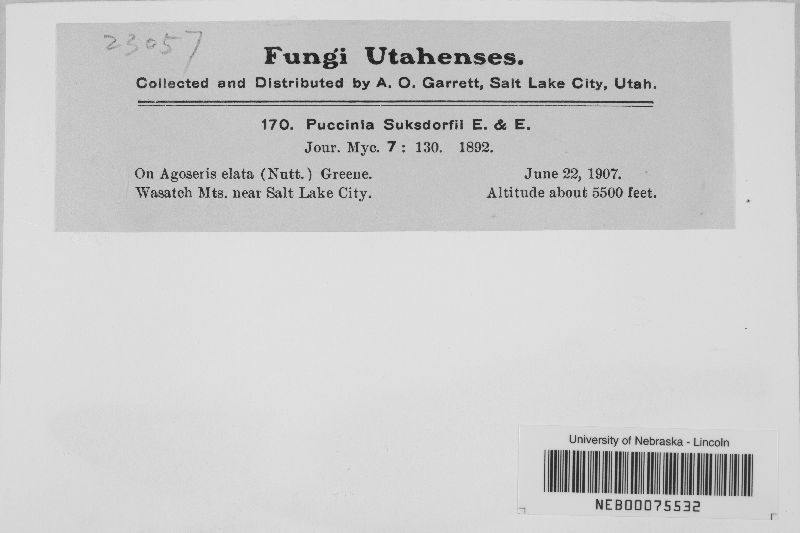 23057
Fungi Utahenses.
Collected and Distributed by A. O. Garrett, Salt Lake City, Utah.
170. Puccinia Suksdorfii E. & E.
Jour. Myc. 7: 130. 1892.
On Agoseris elata (Nutt.) Greene. June 22, 1907.
Wasatch Mts. near Salt Lake City. Altitude about 5500 feet.
University of Nebraska - Lincoln
NEB00075532